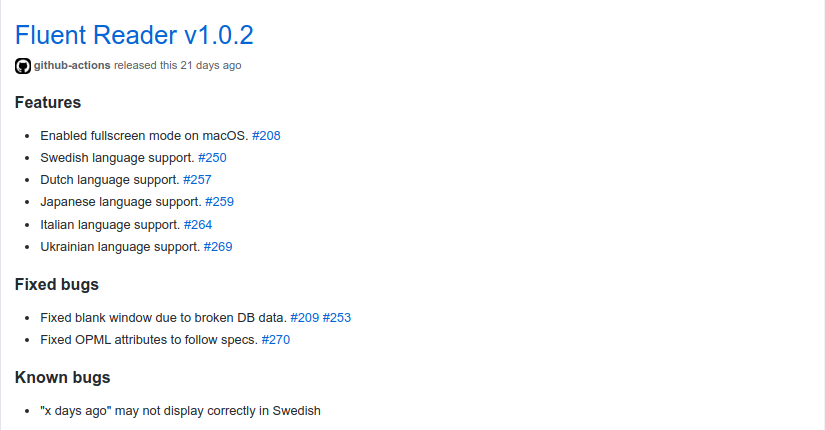 Fluent Reader v1.0.2
github-actions released this 21 days ago
Features
Enabled fullscreen mode on macOS. #208
Swedish language support. #250
Dutch language support. #257
Japanese language support. #259
Italian language support. #264
Ukrainian language support. #269
Fixed bugs
Fixed blank window due to broken DB data. #209 #253
Fixed OPML attributes to follow specs. #270
Known bugs
"x days ago" may not display correctly in Swedish